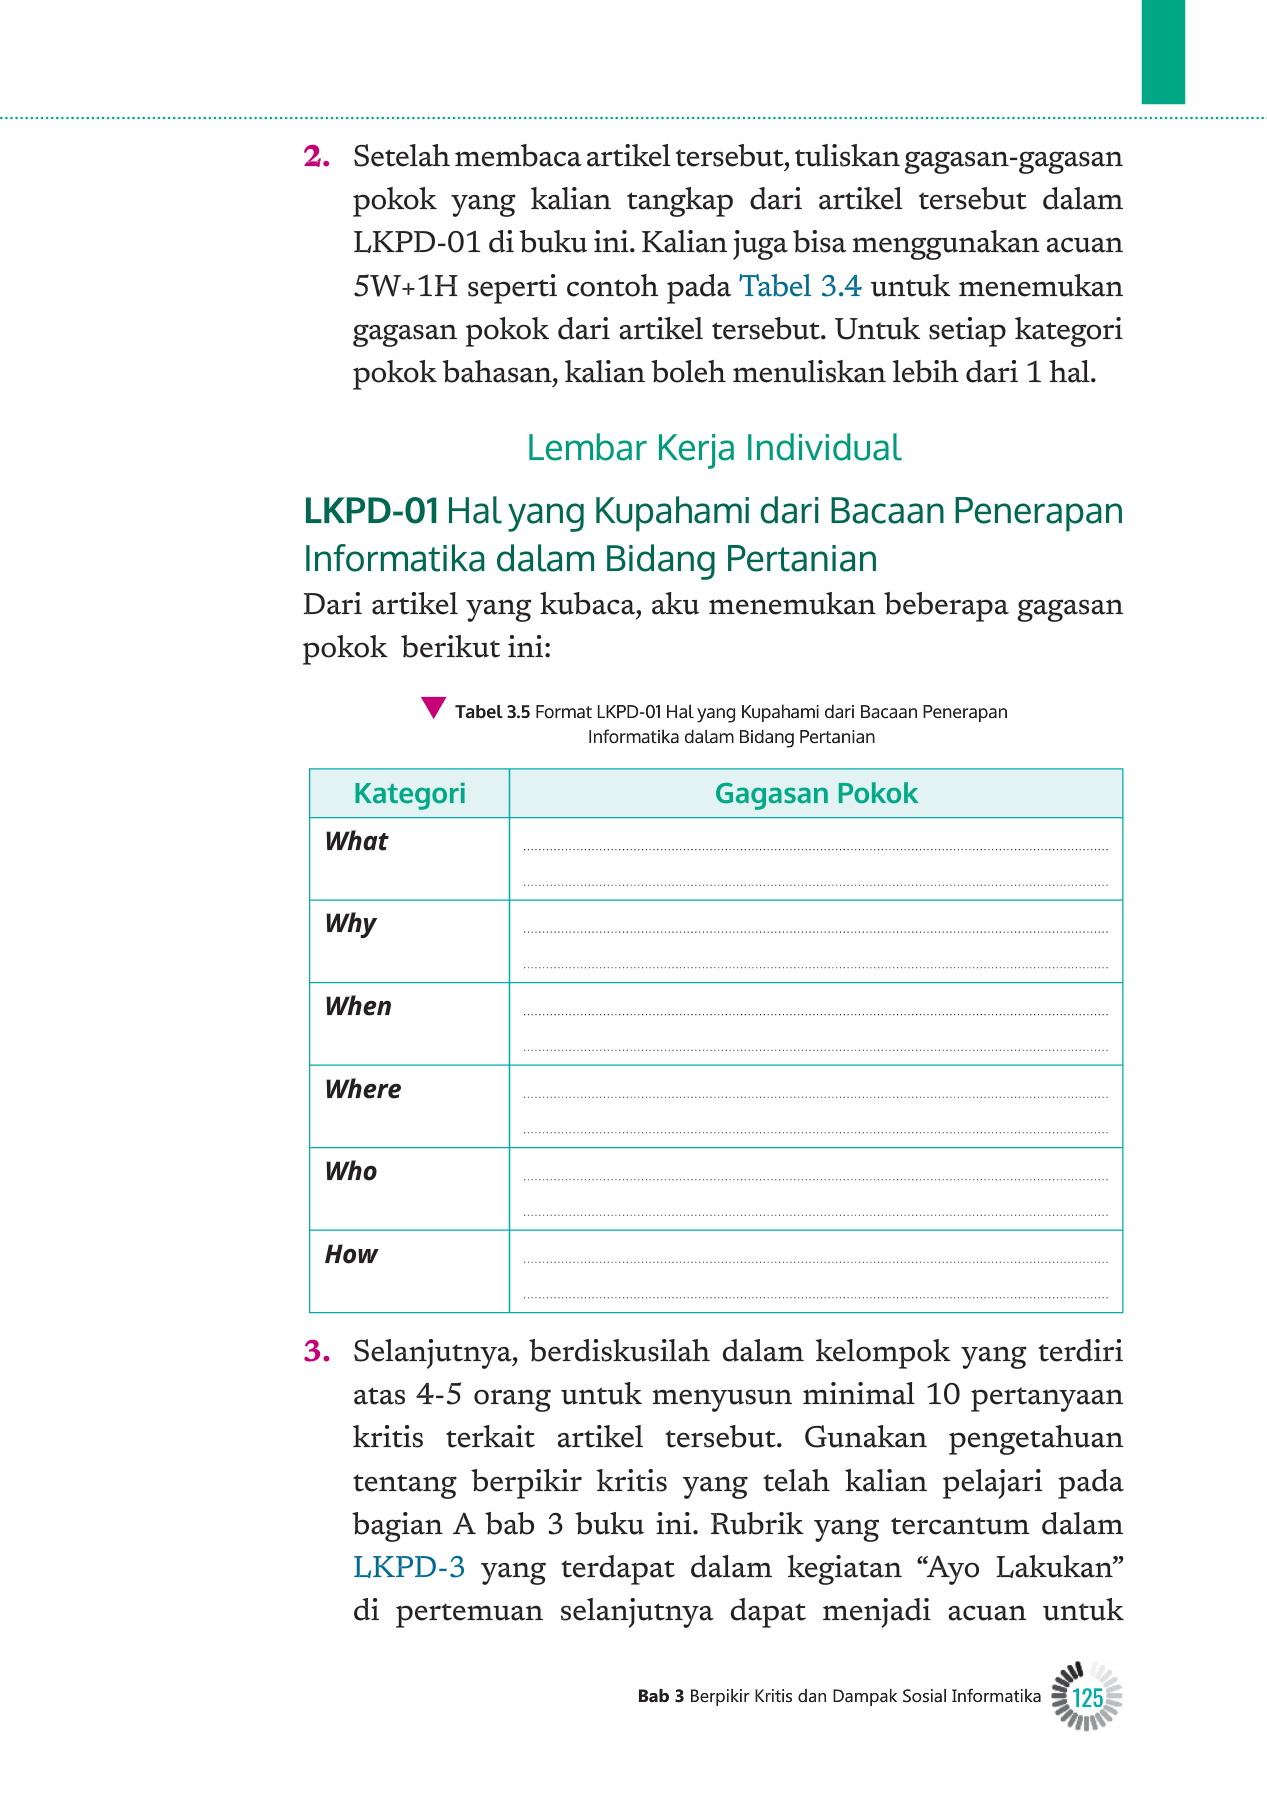 2. Setelah membaca artikel tersebut, tuliskan gagasan-gagasan
pokok yang kalian tangkap dari artikel tersebut dalam
LKPD-01 di buku ini. Kalian juga bisa menggunakan acuan
5W+1H seperti contoh pada Tabel 3.4 untuk menemukan
gagasan pokok dari artikel tersebut. Untuk setiap kategori
pokok bahasan, kalian boleh menuliskan lebih dari 1 hal.
Lembar Kerja Individual
LKPD-01 Hal yang Kupahami dari Bacaan Penerapan
Informatika dalam Bidang Pertanian
Dari artikel yang kubaca, aku menemukan beberapa gagasan
pokok berikut ini:
Tabel 3.5 Format LKPD-01 Hal yang Kupahami dari Bacaan Penerapan
Informatika dalam Bidang Pertanian
Kategori Gagasan Pokok
What
Why
When
Where
Who
How
3. Selanjutnya, berdiskusilah dalam kelompok yang terdiri
atas 4-5 orang untuk menyusun minimal 10 pertanyaan
kritis terkait artikel tersebut. Gunakan pengetahuan
tentang berpikir kritis yang telah kalian pelajari pada
bagian A bab 3 buku ini. Rubrik yang tercantum dalam
LKPD-3 yang terdapat dalam kegiatan “Ayo Lakukan”
di pertemuan selanjutnya dapat menjadi acuan untuk
Bab 3 Berpikir Kritis dan Dampak Sosial Informatika 125